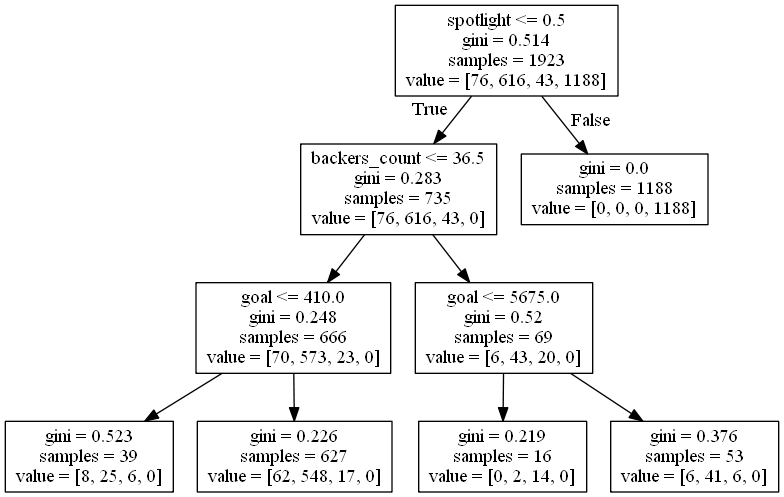 spotlight <= 0.5
gini = 0.514
samples = 1923
value = [76, 616, 43, 1188]
True
False
backers_count <= 36.5
gini = 0.283
samples = 735
value = [76, 616, 43, 0]
gini = 0.0
samples = 1188
value = [0, 0, 0, 1188]
goal <= 410.0
gini = 0.248
samples = 666
value = [70, 573, 23, 0]
goal <= 5675.0
gini = 0.52
samples = 69
value = [6, 43, 20, 0]
gini = 0.523
samples = 39
value = [8, 25, 6, 0]
gini = 0.226
samples = 627
value = [62, 548, 17, 0]
gini = 0.219
samples = 16
value = [0, 2, 14, 0]
gini = 0.376
samples = 53
value = [6, 41, 6, 0]